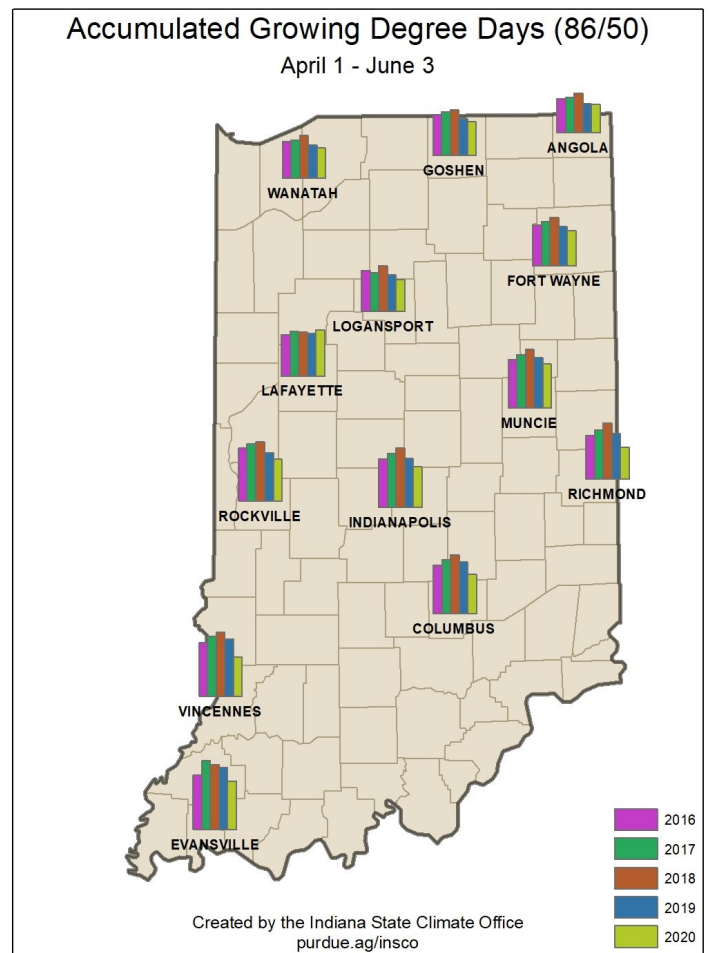 Accumulated Growing Degree Days (86/50)
April 1 - June 3
ANGOLA
GOSHEN
WANATAH
FORT WAYNE
LOGANSPORT
LAFAYETTE
MUNCIE
RICHMOND
ROCKVILLE
INDIANAPOLIS
COLUMBUS
VINCENNES
EVANSVILLE
2016
2017
2018
2019
2020
Created by the Indiana State Climate Office
purdue.ag/insco